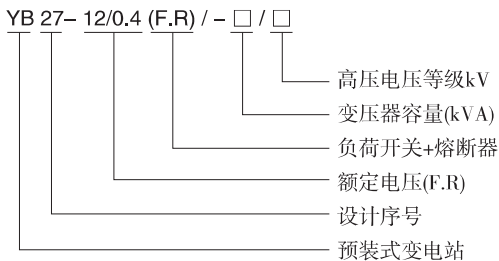 YB 27-12/0.4 (F.R) / - □ / □
高压电压等级kV
变压器容量(kVA)
负荷开关+熔断器
额定电压(F.R)
设计序号
预装式变电站